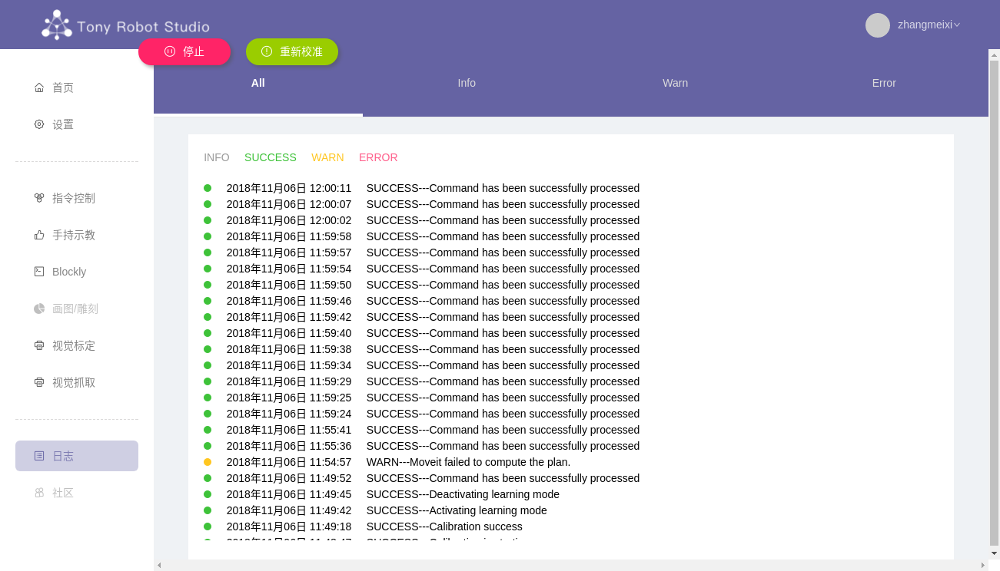 Tony Robot Studio
zhangmeixi
停止
重新校准
All
Info
Warn
Error
首页
设置
指令控制
手持示教
Blockly
画图/雕刻
视觉标定
视觉抓取
日志
社区
INFO SUCCESS WARN ERROR
2018年11月06日 12:00:11 SUCCESS---Command has been successfully processed
2018年11月06日 12:00:07 SUCCESS---Command has been successfully processed
2018年11月06日 12:00:02 SUCCESS---Command has been successfully processed
2018年11月06日 11:59:58 SUCCESS---Command has been successfully processed
2018年11月06日 11:59:57 SUCCESS---Command has been successfully processed
2018年11月06日 11:59:54 SUCCESS---Command has been successfully processed
2018年11月06日 11:59:50 SUCCESS---Command has been successfully processed
2018年11月06日 11:59:46 SUCCESS---Command has been successfully processed
2018年11月06日 11:59:42 SUCCESS---Command has been successfully processed
2018年11月06日 11:59:40 SUCCESS---Command has been successfully processed
2018年11月06日 11:59:38 SUCCESS---Command has been successfully processed
2018年11月06日 11:59:34 SUCCESS---Command has been successfully processed
2018年11月06日 11:59:29 SUCCESS---Command has been successfully processed
2018年11月06日 11:59:25 SUCCESS---Command has been successfully processed
2018年11月06日 11:59:24 SUCCESS---Command has been successfully processed
2018年11月06日 11:55:41 SUCCESS---Command has been successfully processed
2018年11月06日 11:55:36 SUCCESS---Command has been successfully processed
2018年11月06日 11:54:57 WARN---Moveit failed to compute the plan.
2018年11月06日 11:49:52 SUCCESS---Command has been successfully processed
2018年11月06日 11:49:45 SUCCESS---Deactivating learning mode
2018年11月06日 11:49:42 SUCCESS---Activating learning mode
2018年11月06日 11:49:18 SUCCESS---Calibration success